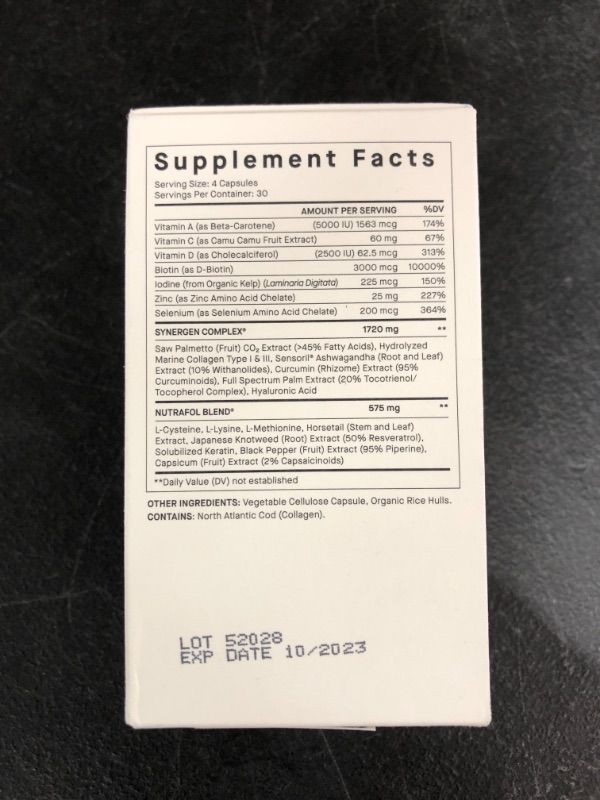 Supplement Facts
Serving Size: 4 Capsules
Servings Per Container: 30
AMOUNT PER SERVING %DV
Vitamin A (as Beta-Carotene) (5000 IU) 1563 mcg 174%
Vitamin C (as Camu Camu Fruit Extract) 60 mg 67%
Vitamin D (as Cholecalciferol) (2500 IU) 62.5 mcg 313%
Biotin (as D-Biotin) 3000 mcg 10000%
Iodine (from Organic Kelp) (Laminaria Digitata) 225 mcg 150%
Zinc (as Zinc Amino Acid Chelate) 25 mg 227%
Selenium (as Selenium Amino Acid Chelate) 200 mcg 364%
SYNERGEN COMPLEX® 1720 mg **
Saw Palmetto (Fruit) CO₂ Extract (>45% Fatty Acids), Hydrolyzed
Marine Collagen Type I & III, Sensoril® Ashwagandha (Root and Leaf)
Extract (10% Withanolides), Curcumin (Rhizome) Extract (95%
Curcuminoids), Full Spectrum Palm Extract (20% Tocotrienol/
Tocopherol Complex), Hyaluronic Acid
NUTRAFOL BLEND® 575 mg **
L-Cysteine, L-Lysine, L-Methionine, Horsetail (Stem and Leaf)
Extract, Japanese Knotweed (Root) Extract (50% Resveratrol),
Solubilized Keratin, Black Pepper (Fruit) Extract (95% Piperine),
Capsicum (Fruit) Extract (2% Capsaicinoids)
**Daily Value (DV) not established
OTHER INGREDIENTS: Vegetable Cellulose Capsule, Organic Rice Hulls.
CONTAINS: North Atlantic Cod (Collagen).
LOT 52028
EXP DATE 10/2023